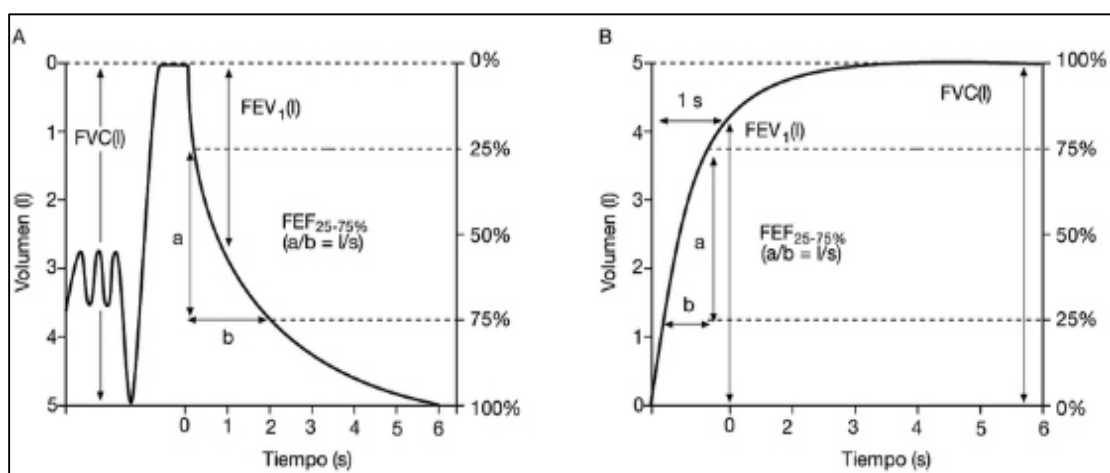 A
Volumen (l)
0
1
2
3
4
5
FVC(l)
FEV₁(l)
a
b
FEF₂₅₋₇₅%
(a/b = l/s)
0%
25%
50%
75%
100%
0 1 2 3 4 5 6
Tiempo (s)
B
Volumen (l)
5
4
3
2
1
0
1 s
FEV₁(l)
FVC(l)
a
b
FEF₂₅₋₇₅%
(a/b = l/s)
100%
75%
50%
25%
0%
0 2 3 4 5 6
Tiempo (s)